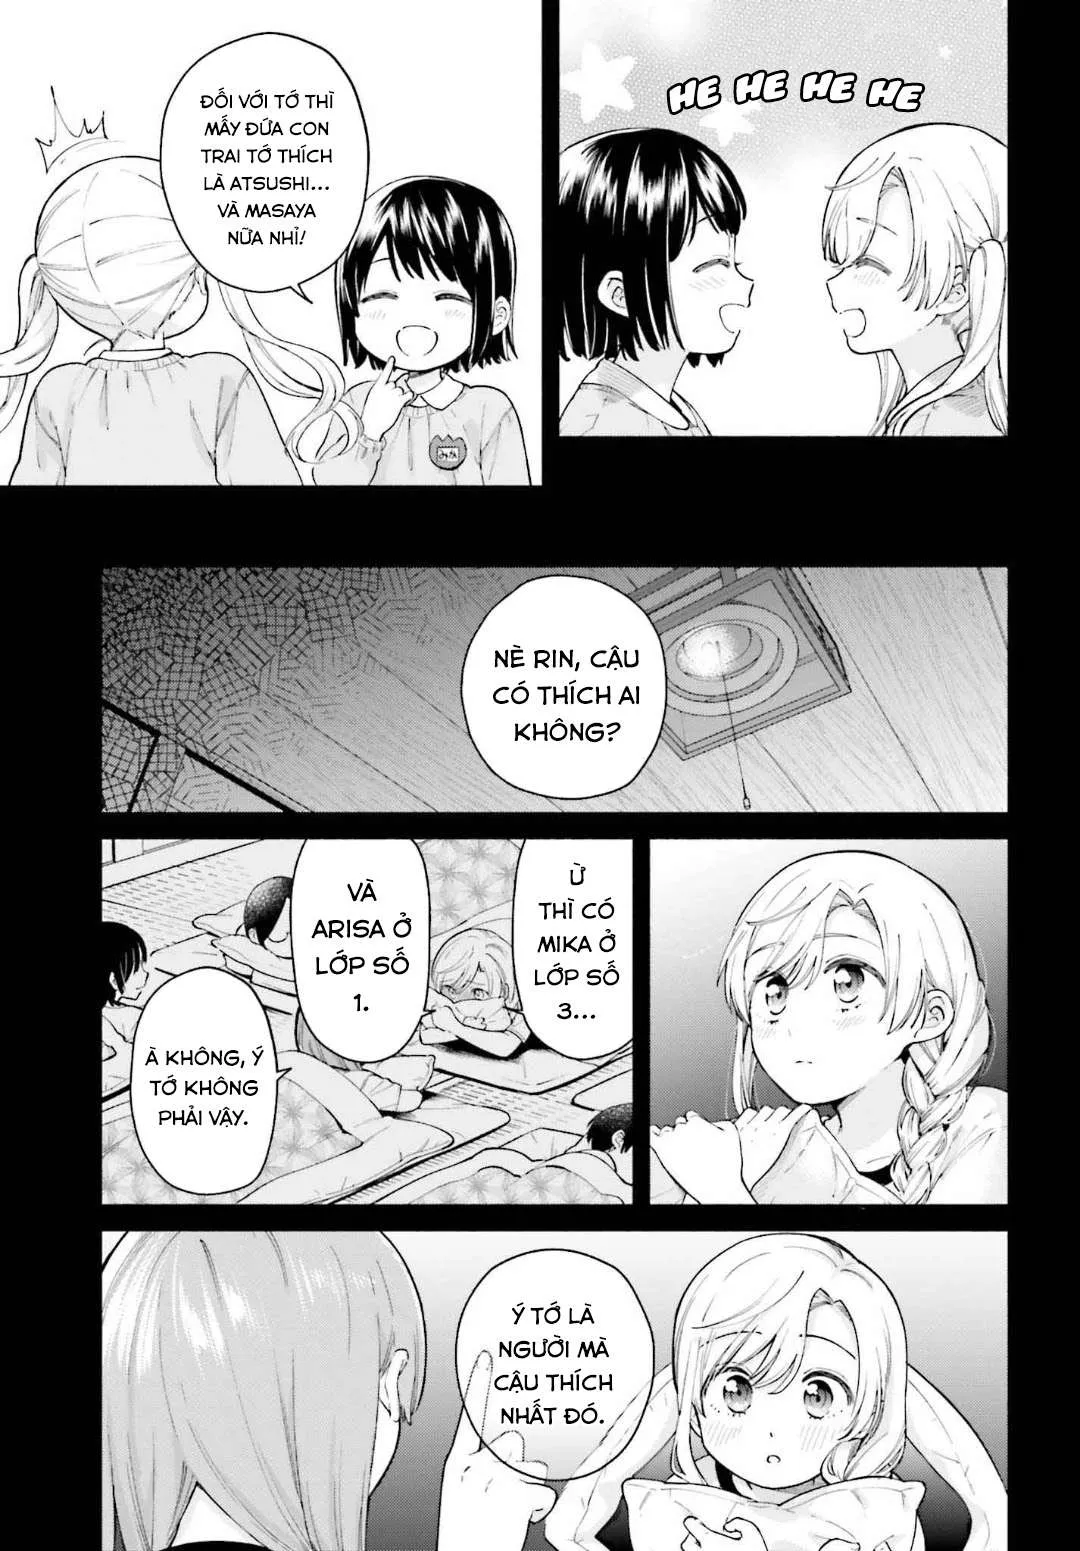 HE HE HE HE
ĐỐI VỚI TỚ THÌ
MẤY ĐỨA CON
TRAI TỚ THÍCH
LÀ ATSUSHI...
VÀ MASAYA
NỮA NHỈ!
みか
NÈ RIN, CẬU
CÓ THÍCH AI
KHÔNG?
Ừ
THÌ CÓ
MIKA Ở
LỚP SỐ
3...
VÀ
ARISA Ở
LỚP SỐ
1.
À KHÔNG, Ý
TỚ KHÔNG
PHẢI VẬY.
Ý TỚ LÀ
NGƯỜI MÀ
CẬU THÍCH
NHẤT ĐÓ.